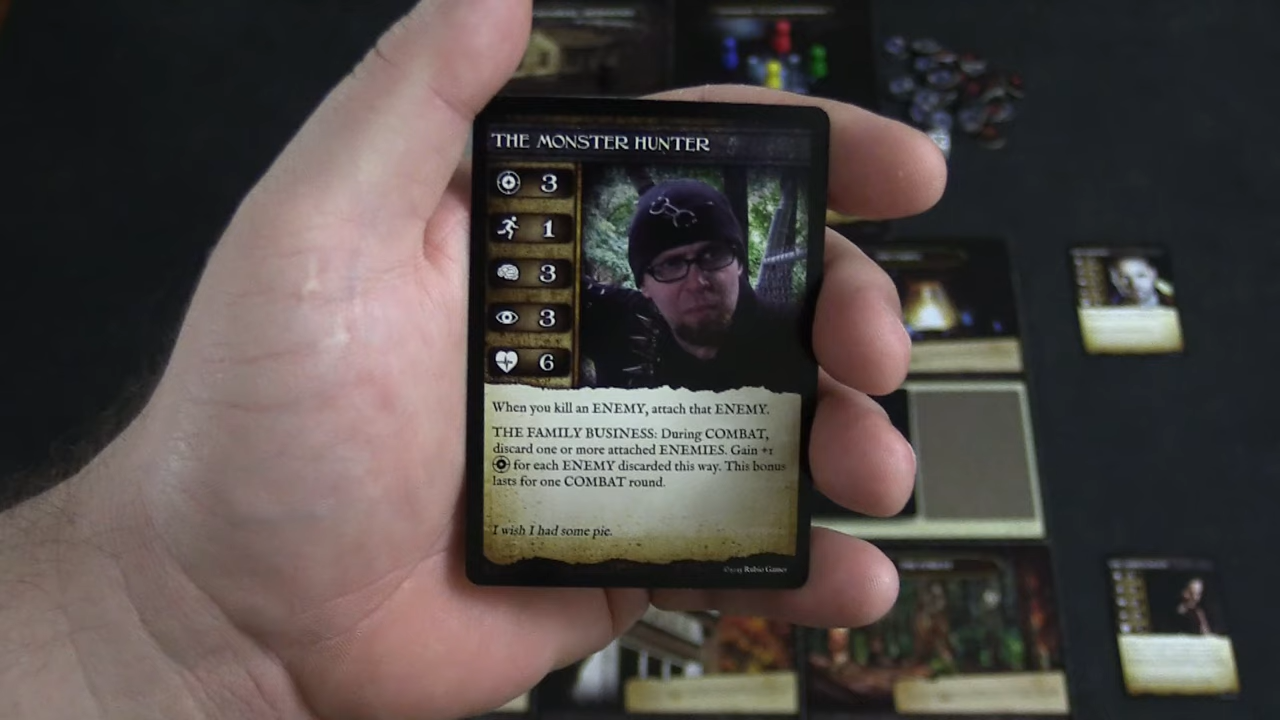 THE MONSTER HUNTER
3
1
3
3
6
When you kill an ENEMY, attach that ENEMY.
THE FAMILY BUSINESS: During COMBAT,
discard one or more attached ENEMIES. Gain +1
for each ENEMY discarded this way. This bonus
lasts for one COMBAT round.
I wish I had some pie.
Rubio Games